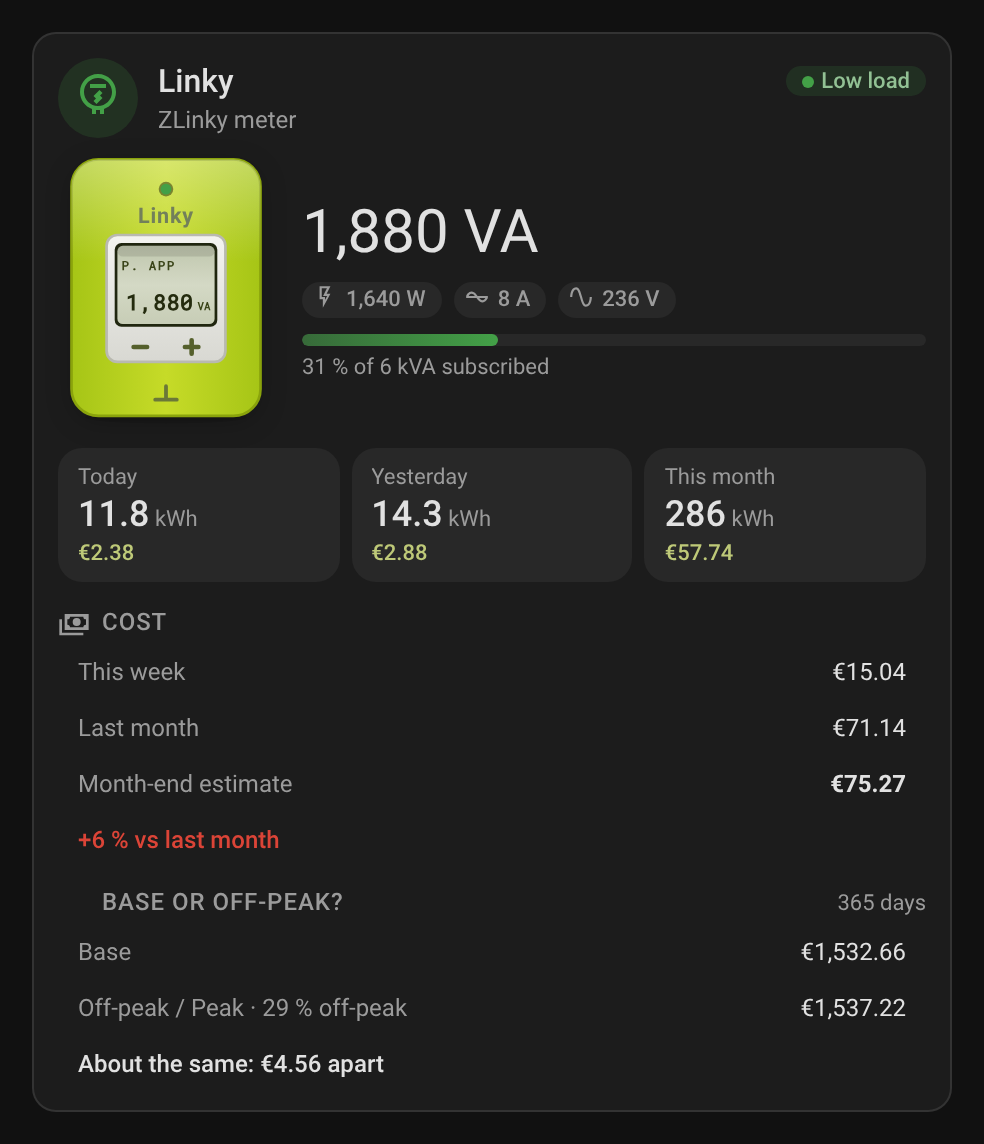 Linky
Low load
ZLinky meter
Linky
P. APP
1,880 VA
1,880 VA
1,640 W
8 A
236 V
31 % of 6 kVA subscribed
Today
11.8 kWh
€2.38
Yesterday
14.3 kWh
€2.88
This month
286 kWh
€57.74
COST
This week €15.04
Last month €71.14
Month-end estimate €75.27
+6 % vs last month
BASE OR OFF-PEAK? 365 days
Base €1,532.66
Off-peak / Peak · 29 % off-peak €1,537.22
About the same: €4.56 apart